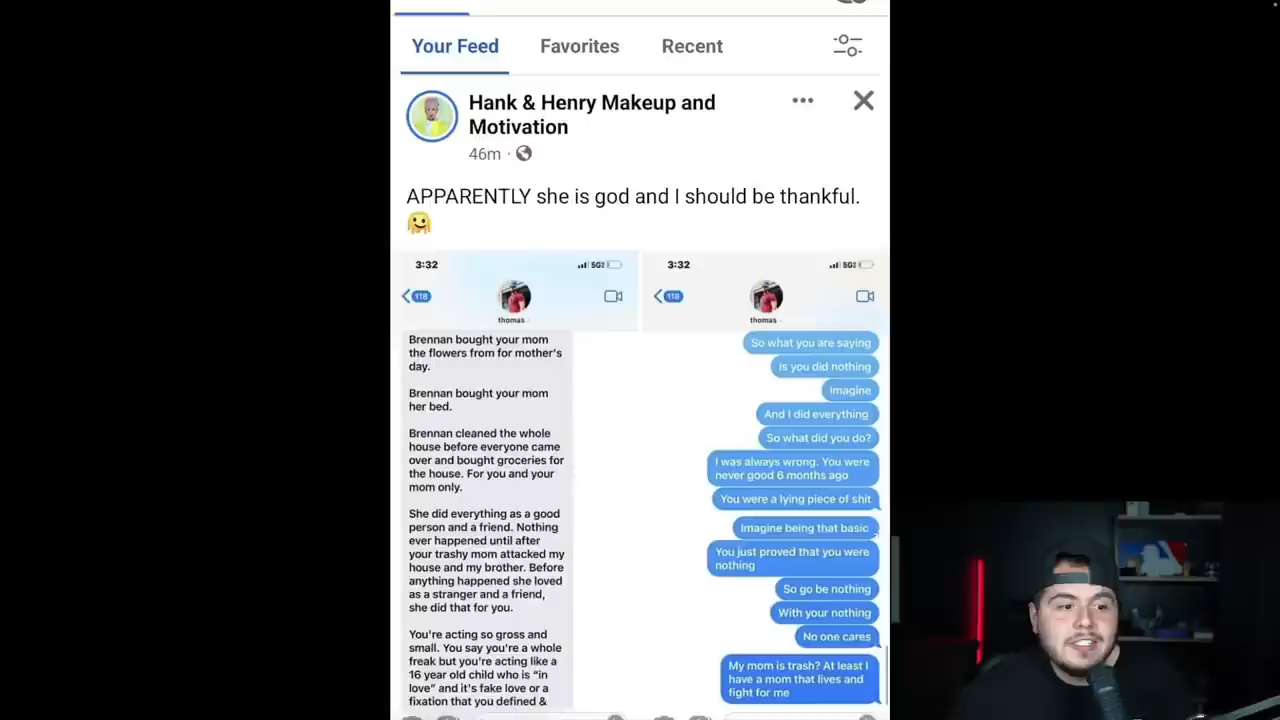 Your Feed
Favorites
Recent
Hank & Henry Makeup and
Motivation
46m ·
APPARENTLY she is god and I should be thankful.
3:32
5G
118
thomas
Brennan bought your mom
the flowers from for mother's
day.
Brennan bought your mom
her bed.
Brennan cleaned the whole
house before everyone came
over and bought groceries for
the house. For you and your
mom only.
She did everything as a good
person and a friend. Nothing
ever happened until after
your trashy mom attacked my
house and my brother. Before
anything happened she loved
as a stranger and a friend,
she did that for you.
You're acting so gross and
small. You say you're a whole
freak but you're acting like a
16 year old child who is "in
love" and it's fake love or a
fixation that you defined &
3:32
5G
118
thomas
So what you are saying
Is you did nothing
Imagine
And I did everything
So what did you do?
I was always wrong. You were
never good 6 months ago
You were a lying piece of shit
Imagine being that basic
You just proved that you were
nothing
So go be nothing
With your nothing
No one cares
My mom is trash? At least I
have a mom that lives and
fight for me